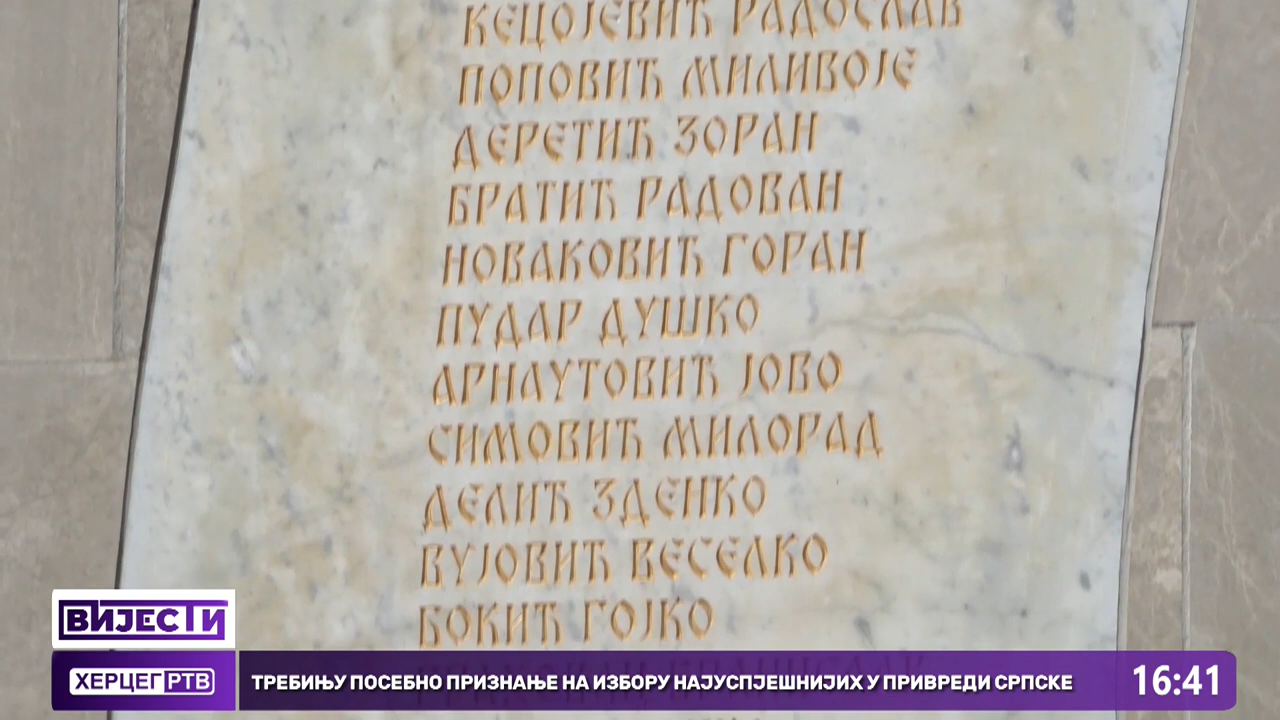 КЕЦОЈЕВИЋ РАДОСЛАВ
ПОПОВИЋ МИЛИВОЈЕ
ДЕРЕТИЋ ЗОРАН
БРАТИЋ РАДОВАН
НОВАКОВИЋ ГОРАН
ПУДАР ДУШКО
АРНАУТОВИЋ ЈОВО
СИМОВИЋ МИЛОРАД
ДЕЛИЋ ЗДЕНКО
ВУЈОВИЋ ВЕСЕЛКО
БОКИЋ ГОЈКО
ВИЈЕСТИ
ХЕРЦЕГ РТВ
ТРЕБИЊУ ПОСЕБНО ПРИЗНАЊЕ НА ИЗБОРУ НАЈУСПЈЕШНИЈИХ У ПРИВРЕДИ СРПСКЕ
16:41